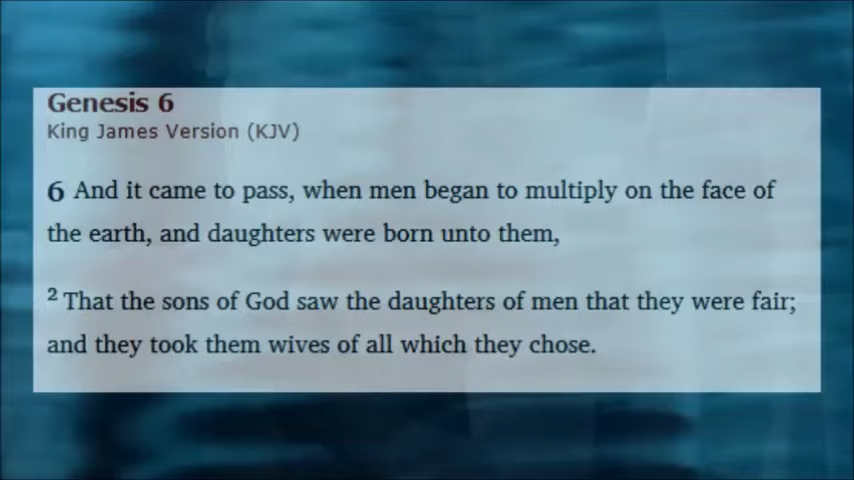 Genesis 6
King James Version (KJV)
6 And it came to pass, when men began to multiply on the face of
the earth, and daughters were born unto them,
2 That the sons of God saw the daughters of men that they were fair;
and they took them wives of all which they chose.